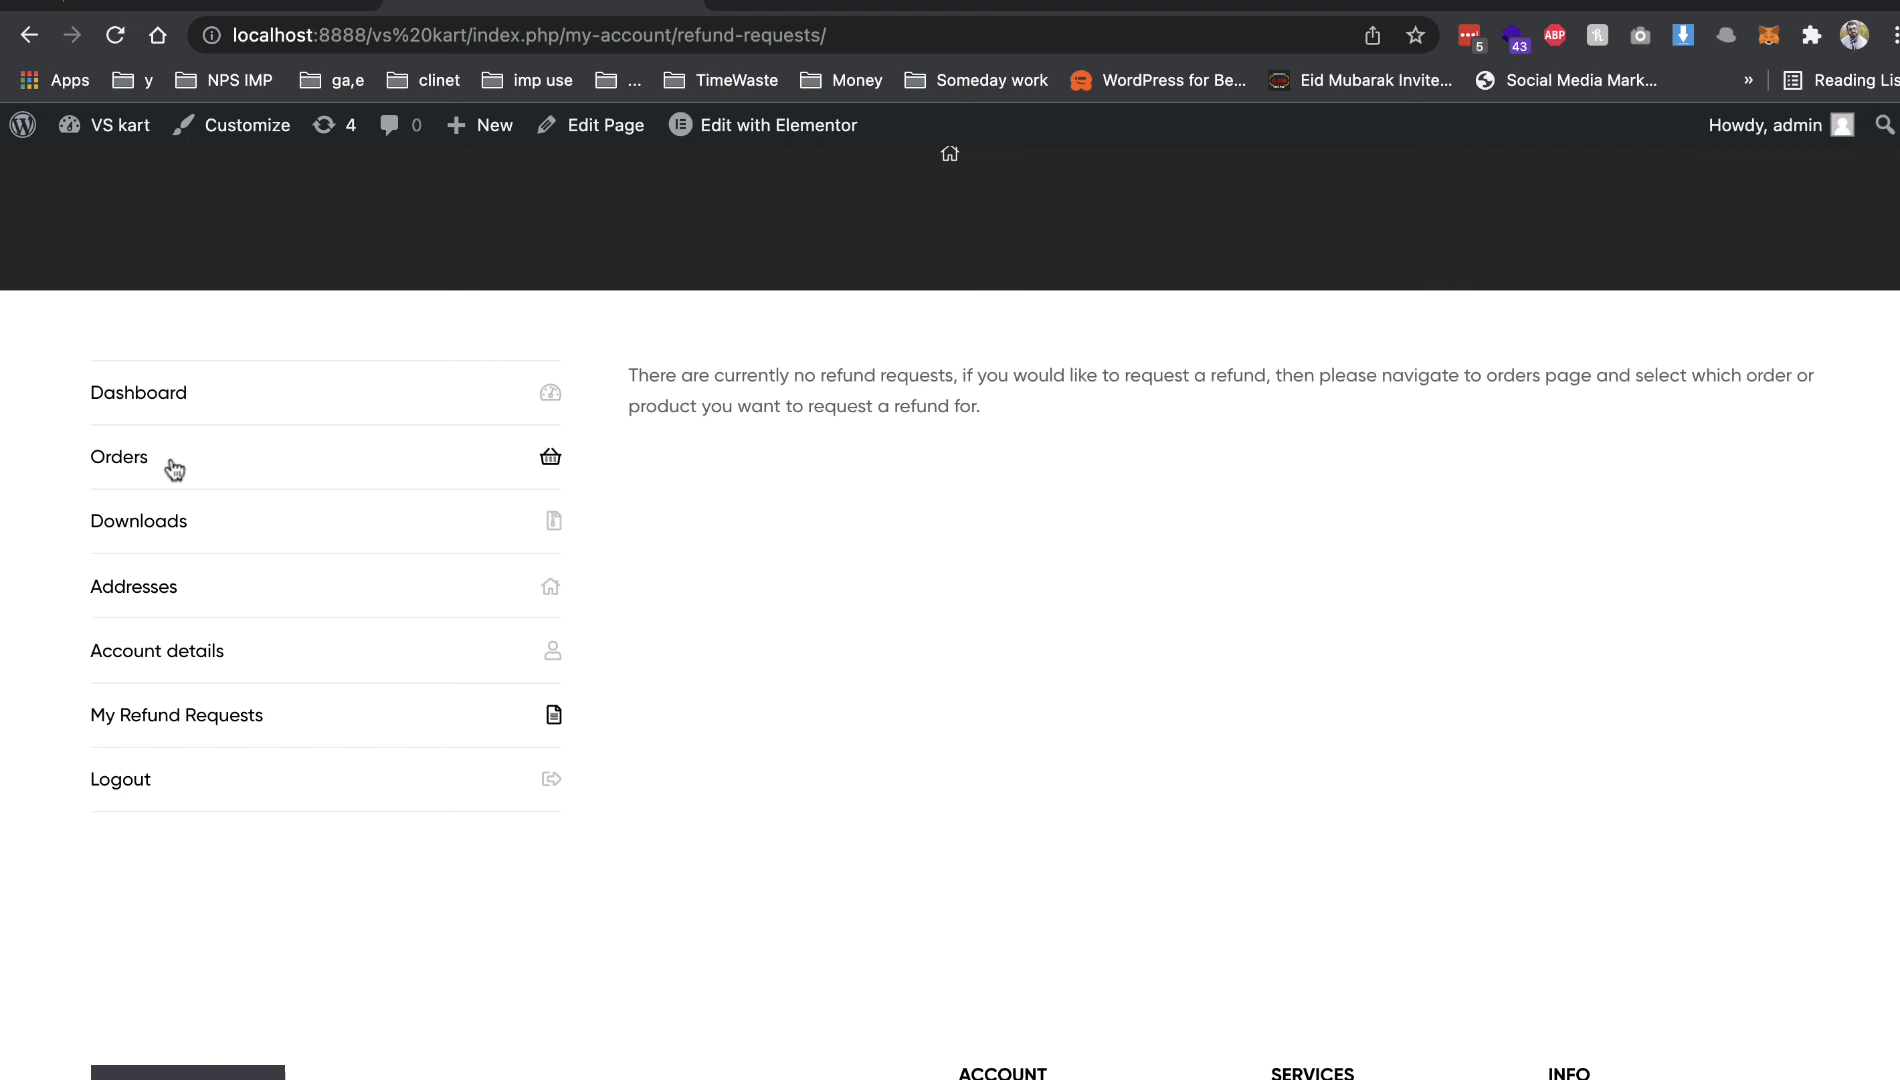 localhost:8888/vs%20kart/index.php/my-account/refund-requests/
5
43
ABP
Apps
y
NPS IMP
ga,e
clinet
imp use
...
TimeWaste
Money
Someday work
WordPress for Be...
Eid Mubarak Invite...
Social Media Mark...
»
Reading Lis
VS kart
Customize
4
0
New
Edit Page
Edit with Elementor
Howdy, admin
Dashboard
Orders
Downloads
Addresses
Account details
My Refund Requests
Logout
There are currently no refund requests, if you would like to request a refund, then please navigate to orders page and select which order or
product you want to request a refund for.
ACCOUNT
SERVICES
INFO